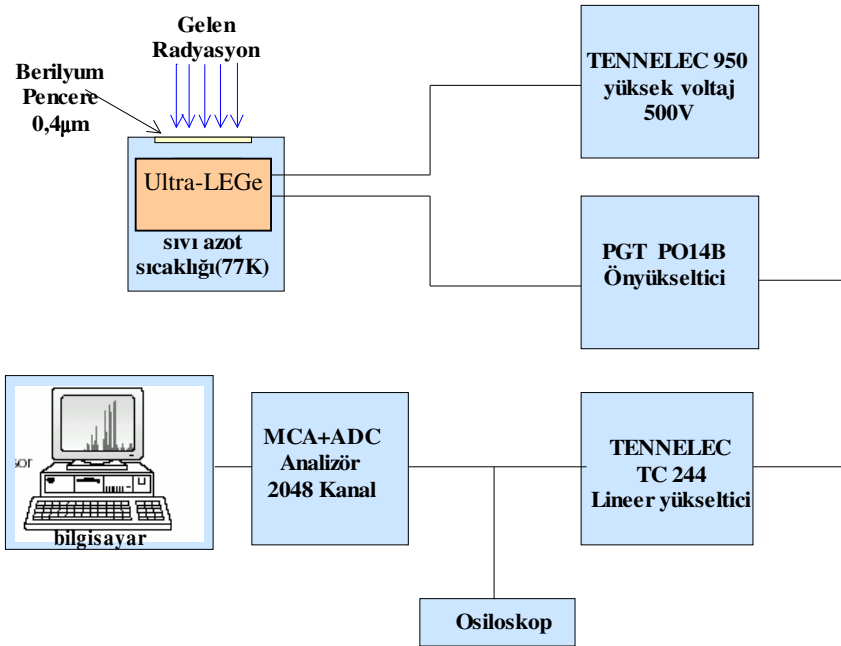 Gelen
Radyasyon
Berilyum
Pencere
0,4µm
Ultra-LEGe
sıvı azot
sıcaklığı(77K)
TENNELEC 950
yüksek voltaj
500V
PGT PO14B
Önyükseltici
sor
bilgisayar
MCA+ADC
Analizör
2048 Kanal
TENNELEC
TC 244
Lineer yükseltici
Osiloskop